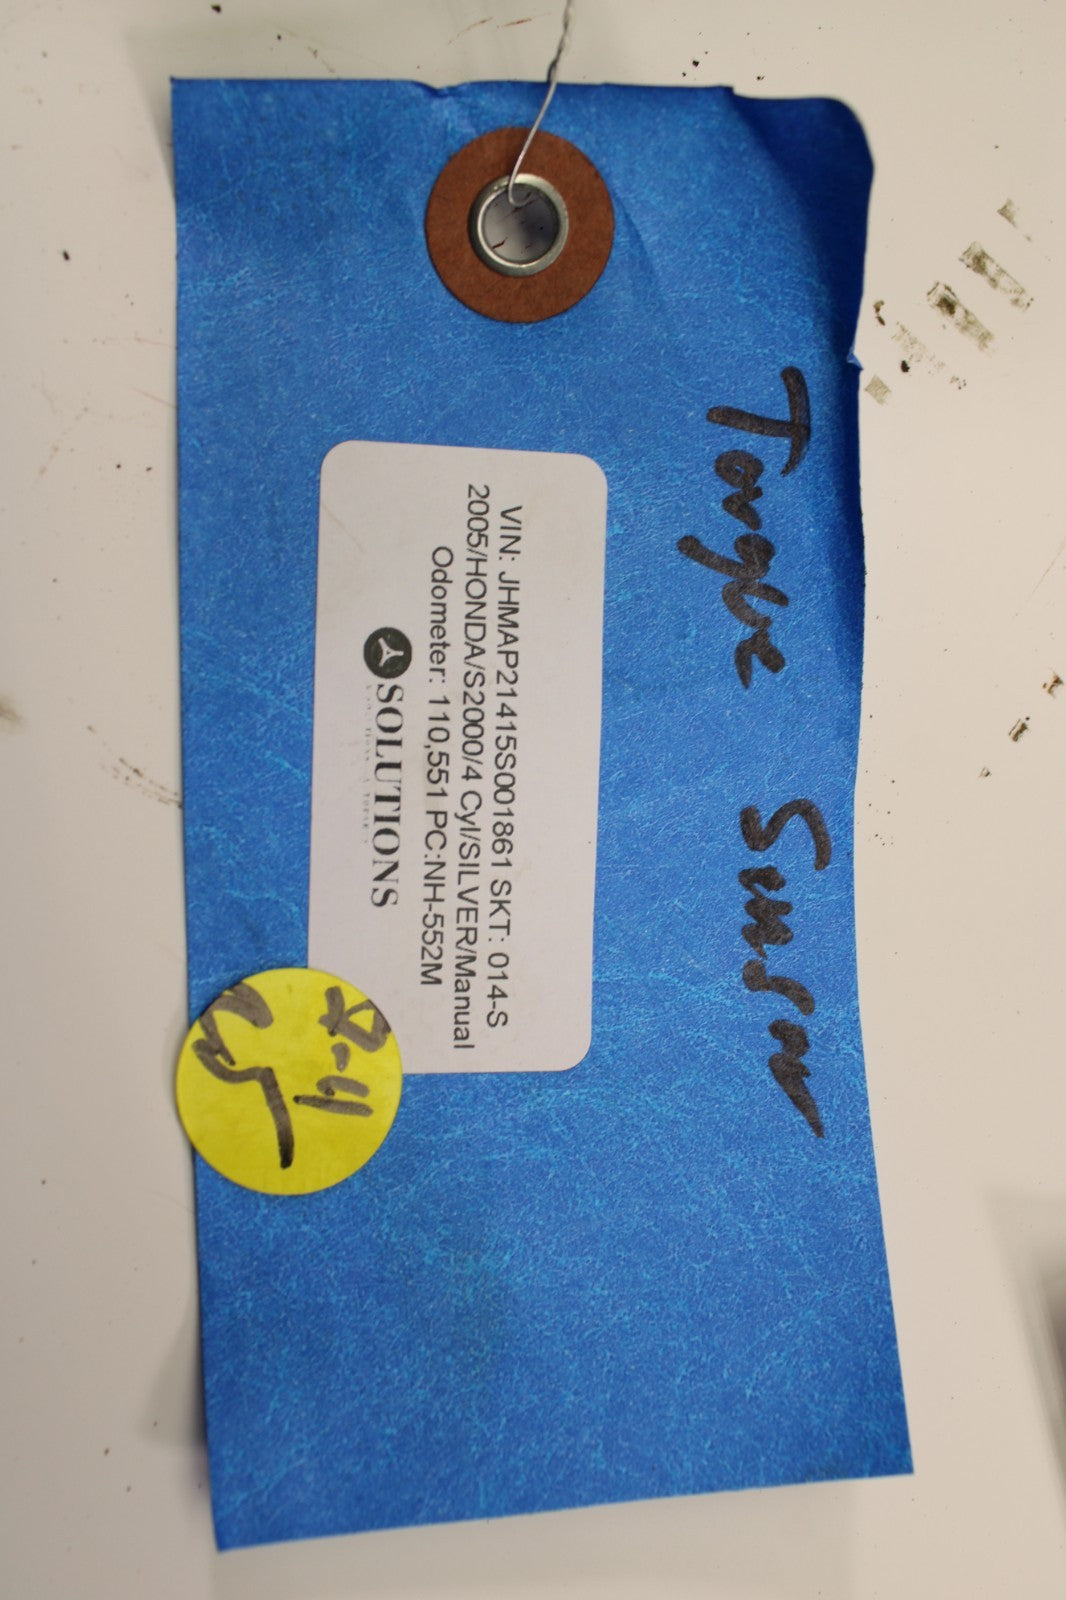 Torque Sensor
VIN: JHMAP21415S001861 SKT: 014-S
2005/HONDA/S2000/4 Cyl/SILVER/Manual
Odometer: 110,551 PC:NH-552M
SOLUTIONS